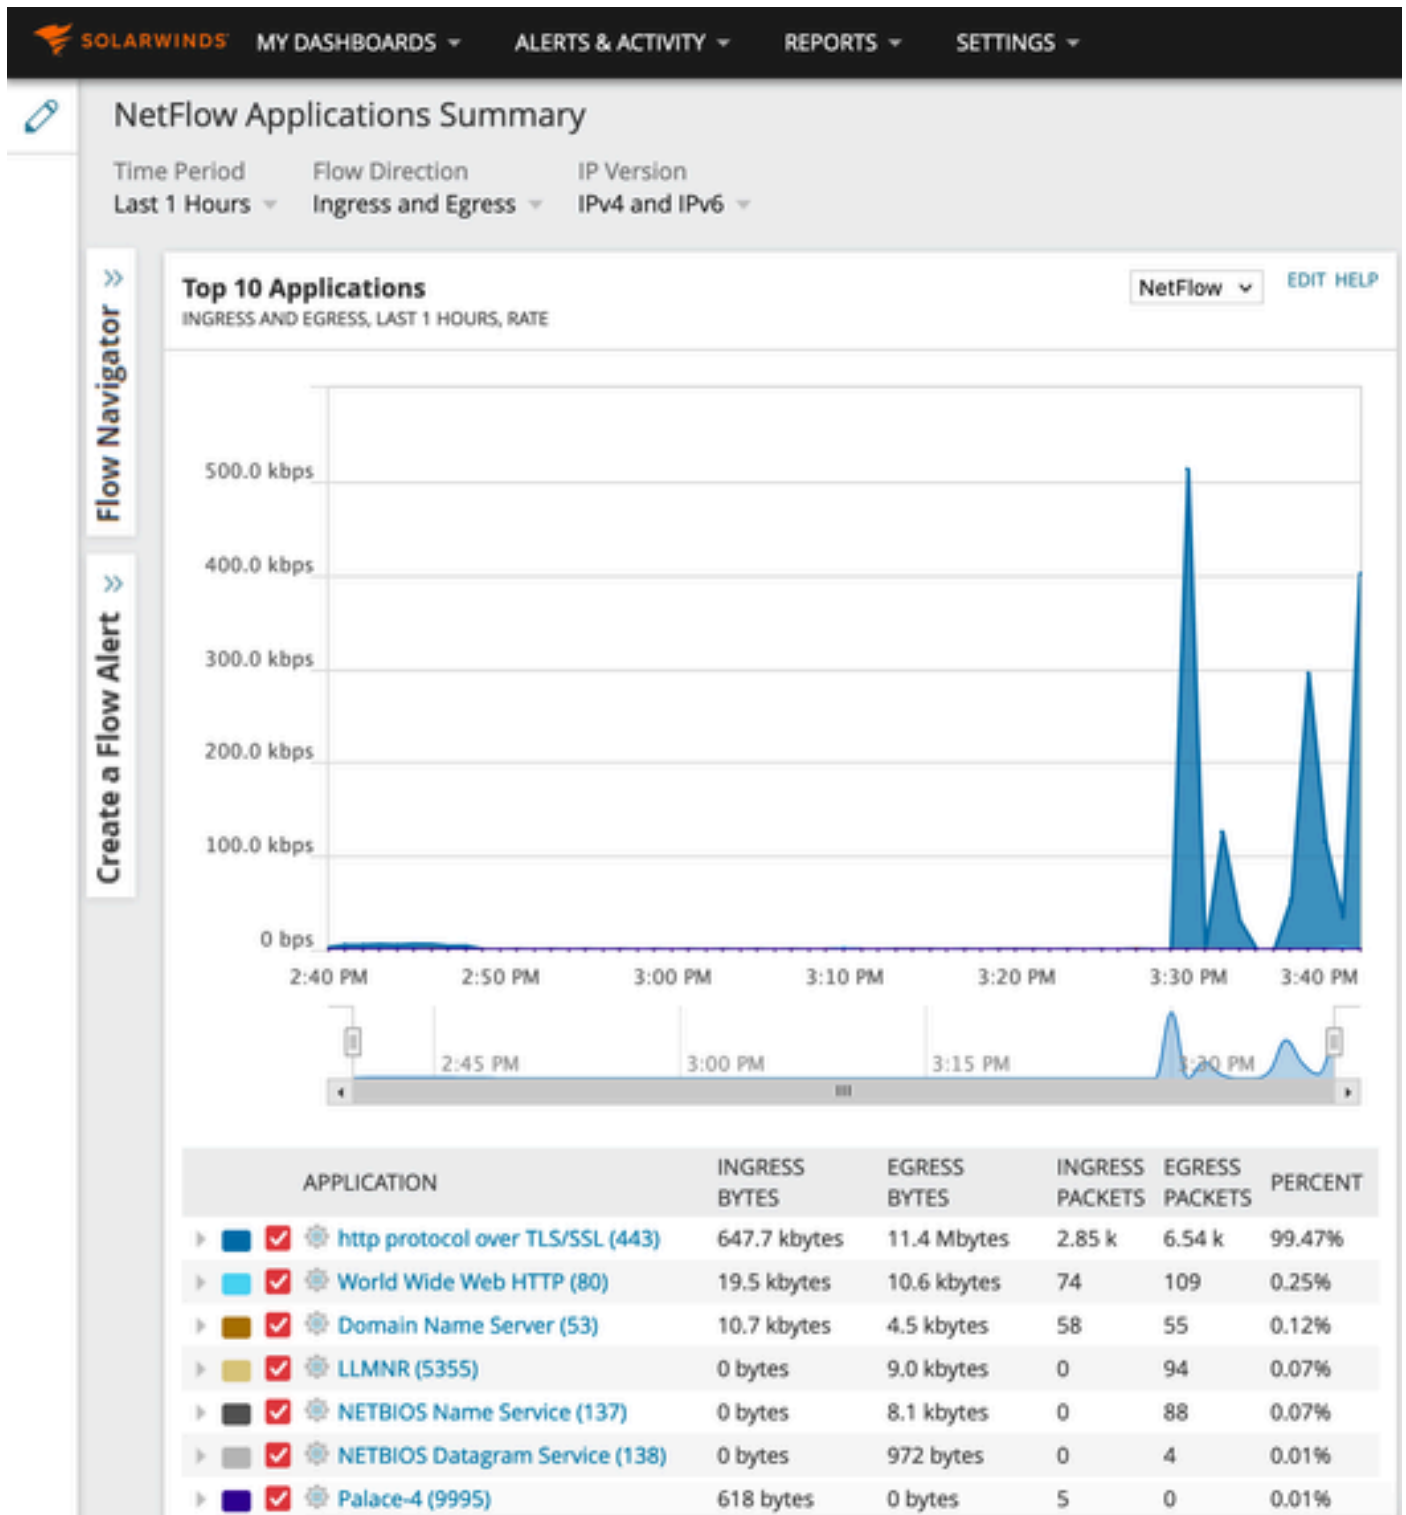 SOLARWINDS MY DASHBOARDS ALERTS & ACTIVITY REPORTS SETTINGS
NetFlow Applications Summary
Time Period Flow Direction IP Version
Last 1 Hours Ingress and Egress IPv4 and IPv6
Flow Navigator
Create a Flow Alert
Top 10 Applications NetFlow EDIT HELP
INGRESS AND EGRESS, LAST 1 HOURS, RATE
500.0 kbps
400.0 kbps
300.0 kbps
200.0 kbps
100.0 kbps
0 bps
2:40 PM 2:50 PM 3:00 PM 3:10 PM 3:20 PM 3:30 PM 3:40 PM
2:45 PM 3:00 PM 3:15 PM 3:30 PM
APPLICATION INGRESS BYTES EGRESS BYTES INGRESS PACKETS EGRESS PACKETS PERCENT
http protocol over TLS/SSL (443) 647.7 kbytes 11.4 Mbytes 2.85 k 6.54 k 99.47%
World Wide Web HTTP (80) 19.5 kbytes 10.6 kbytes 74 109 0.25%
Domain Name Server (53) 10.7 kbytes 4.5 kbytes 58 55 0.12%
LLMNR (5355) 0 bytes 9.0 kbytes 0 94 0.07%
NETBIOS Name Service (137) 0 bytes 8.1 kbytes 0 88 0.07%
NETBIOS Datagram Service (138) 0 bytes 972 bytes 0 4 0.01%
Palace-4 (9995) 618 bytes 0 bytes 5 0 0.01%